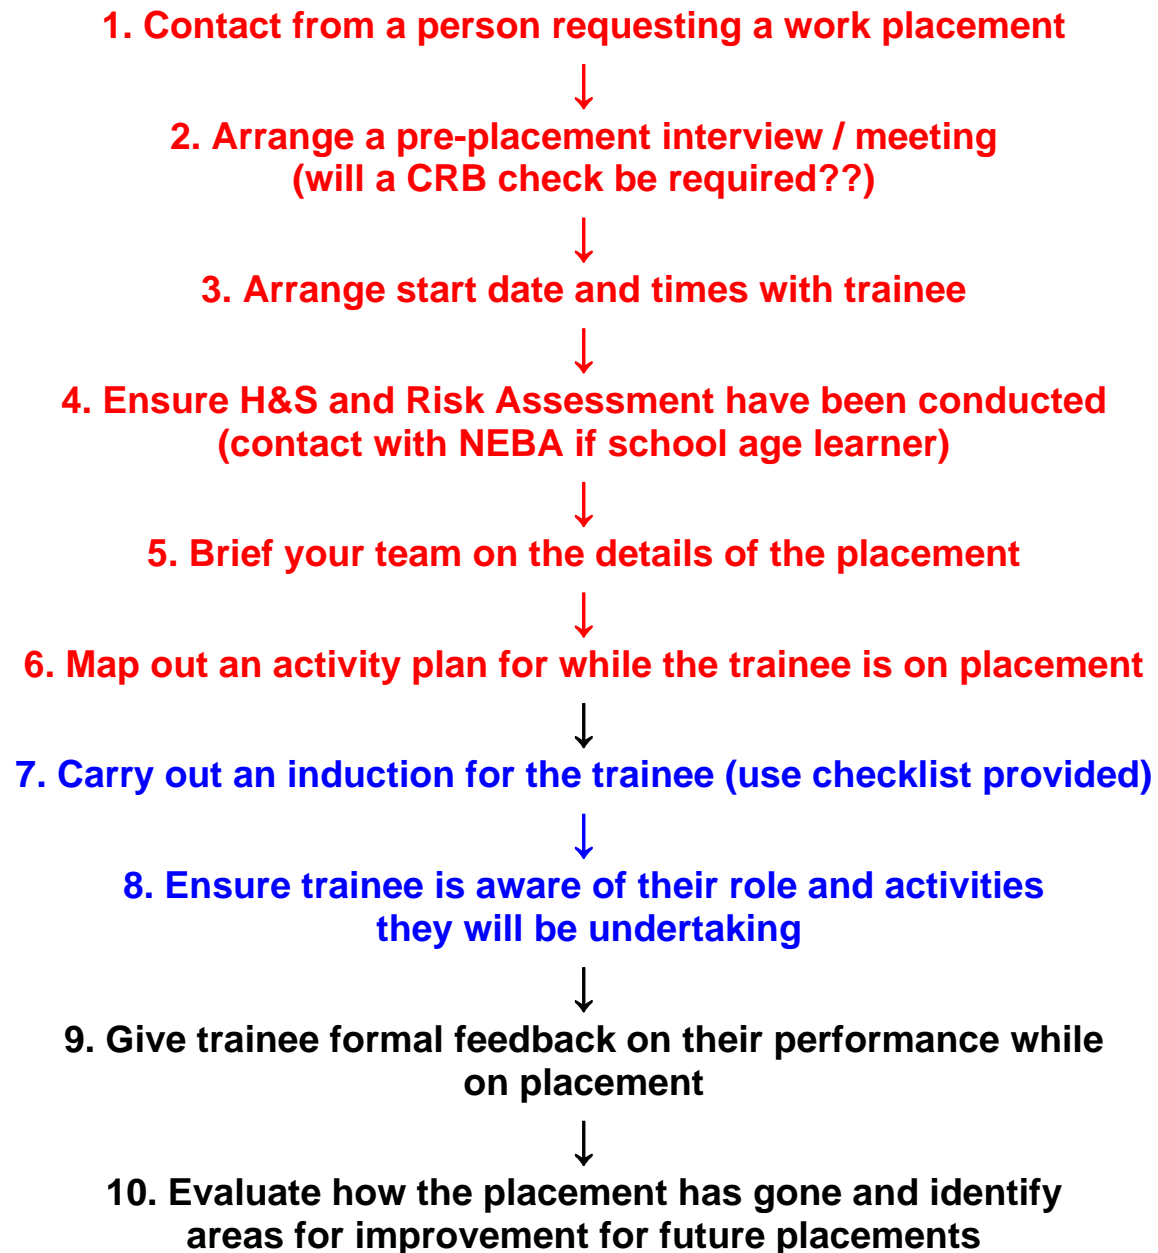 1. Contact from a person requesting a work placement
2. Arrange a pre-placement interview / meeting
(will a CRB check be required??)
3. Arrange start date and times with trainee
4. Ensure H&S and Risk Assessment have been conducted
(contact with NEBA if school age learner)
5. Brief your team on the details of the placement
6. Map out an activity plan for while the trainee is on placement
7. Carry out an induction for the trainee (use checklist provided)
8. Ensure trainee is aware of their role and activities
they will be undertaking
9. Give trainee formal feedback on their performance while
on placement
10. Evaluate how the placement has gone and identify
areas for improvement for future placements